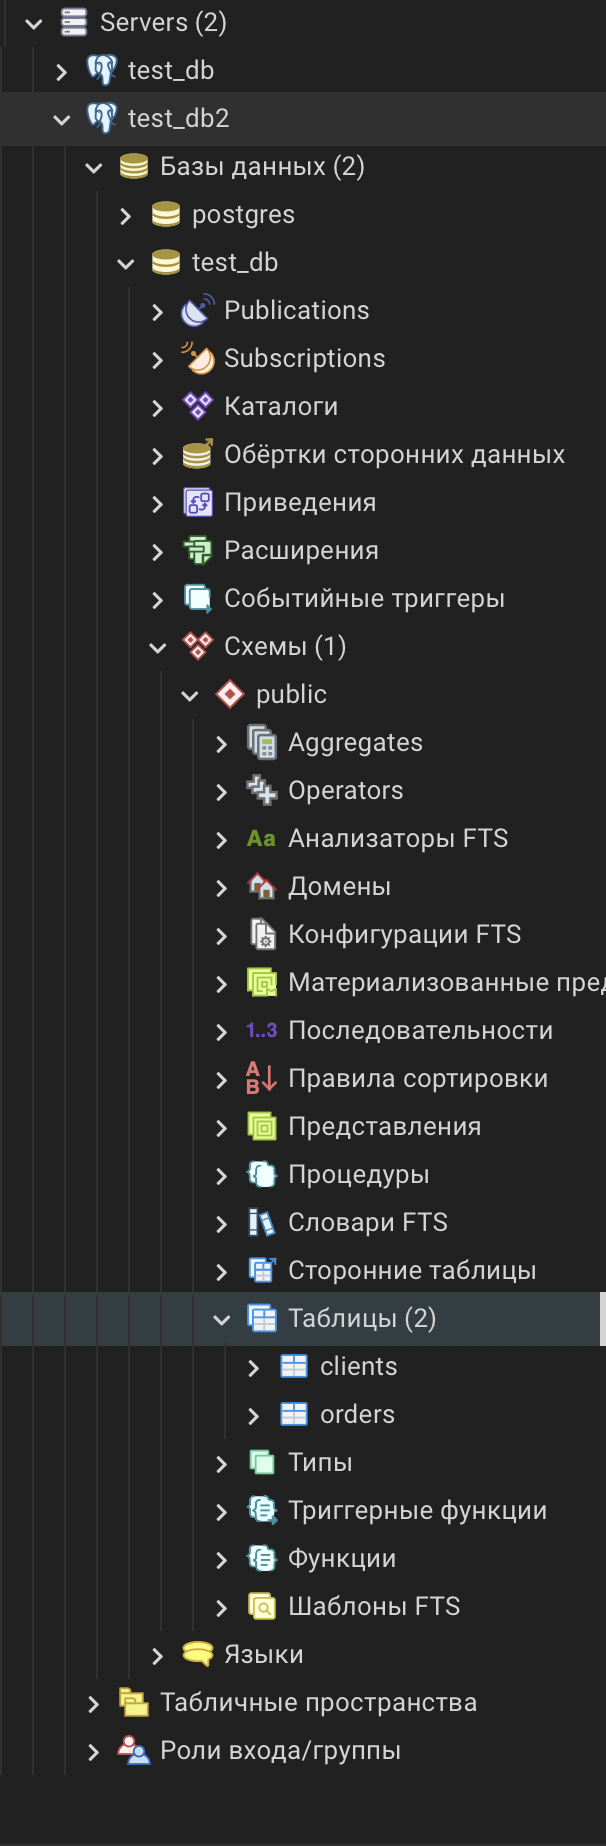 Servers (2)
test_db
test_db2
Базы данных (2)
postgres
test_db
Publications
Subscriptions
Каталоги
Обёртки сторонних данных
Приведения
Расширения
Событийные триггеры
Схемы (1)
public
Aggregates
Operators
Aa Анализаторы FTS
Домены
Конфигурации FTS
Материализованные пред
1..3 Последовательности
A B Правила сортировки
Представления
Процедуры
Словари FTS
Сторонние таблицы
Таблицы (2)
clients
orders
Типы
Триггерные функции
Функции
Шаблоны FTS
Языки
Табличные пространства
Роли входа/группы